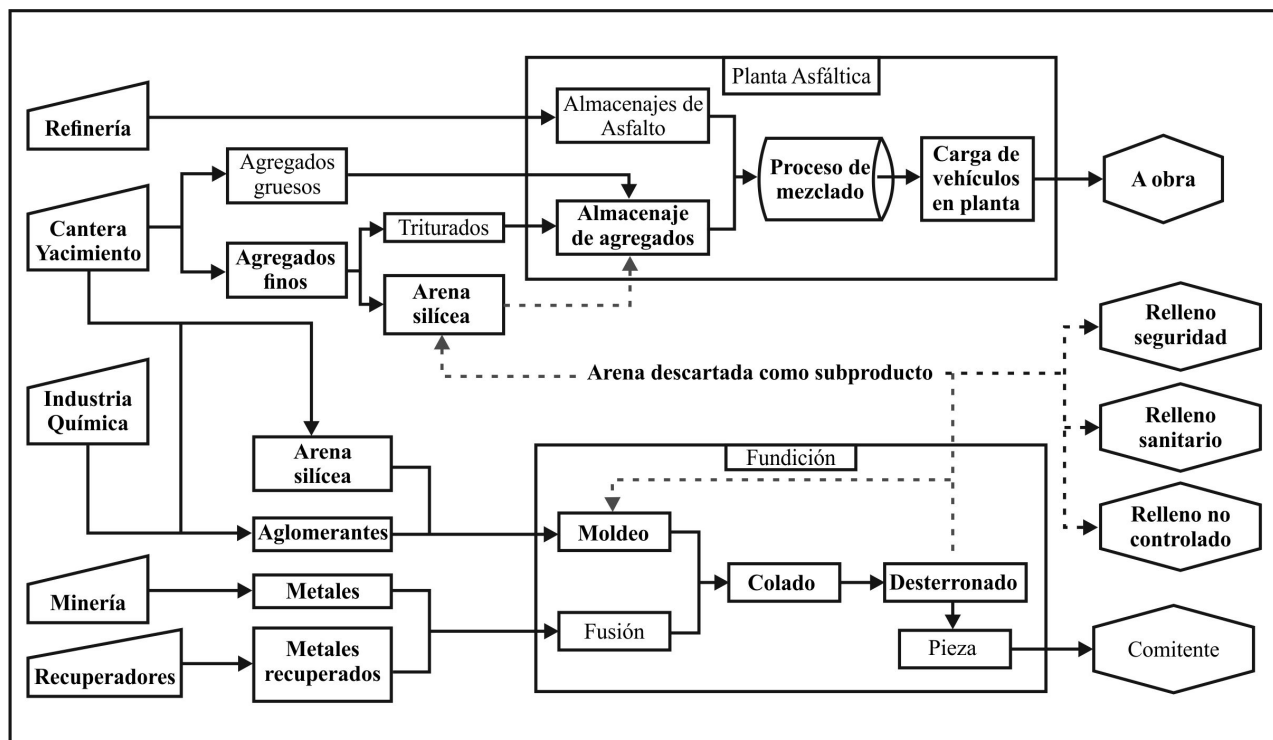 Planta Asfáltica
Refinería
Almacenajes de
Asfalto
Agregados
gruesos
Proceso de
mezclado
Carga de
vehículos
en planta
A obra
Cantera
Yacimiento
Triturados
Almacenaje
de agregados
Agregados
finos
Arena
silícea
Relleno
seguridad
Arena descartada como subproducto
Industria
Química
Relleno
sanitario
Arena
silícea
Fundición
Relleno no
controlado
Aglomerantes
Moldeo
Colado
Desterronado
Minería
Metales
Fusión
Pieza
Comitente
Recuperadores
Metales
recuperados